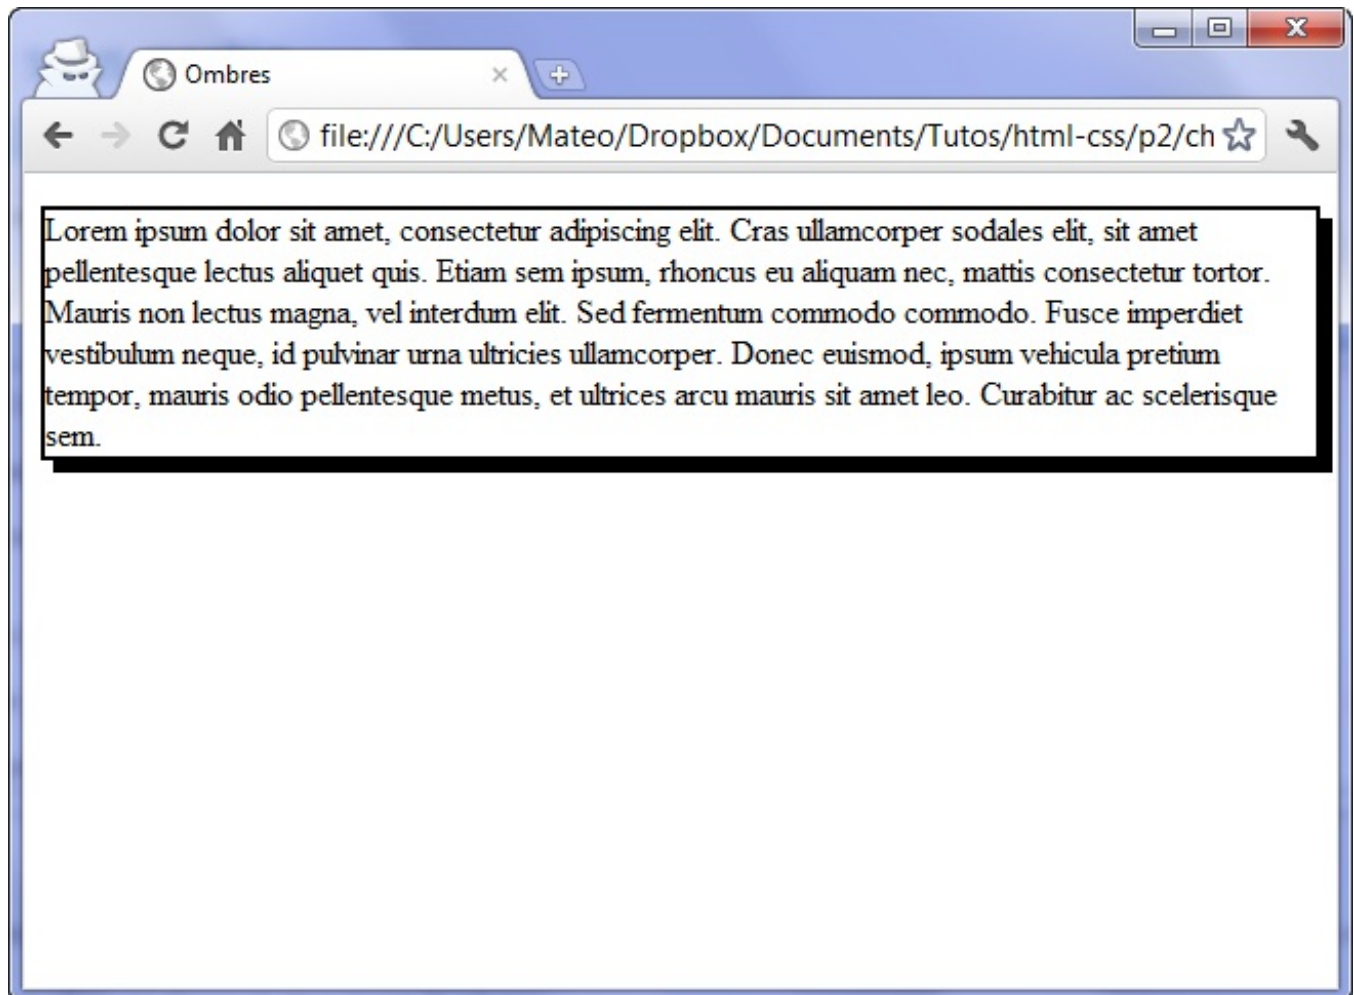 Ombres
file:///C:/Users/Mateo/Dropbox/Documents/Tutos/html-css/p2/ch
Lorem ipsum dolor sit amet, consectetur adipiscing elit. Cras ullamcorper sodales elit, sit amet
pellentesque lectus aliquet quis. Etiam sem ipsum, rhoncus eu aliquam nec, mattis consectetur tortor.
Mauris non lectus magna, vel interdum elit. Sed fermentum commodo commodo. Fusce imperdiet
vestibulum neque, id pulvinar urna ultricies ullamcorper. Donec euismod, ipsum vehicula pretium
tempor, mauris odio pellentesque metus, et ultrices arcu mauris sit amet leo. Curabitur ac scelerisque
sem.